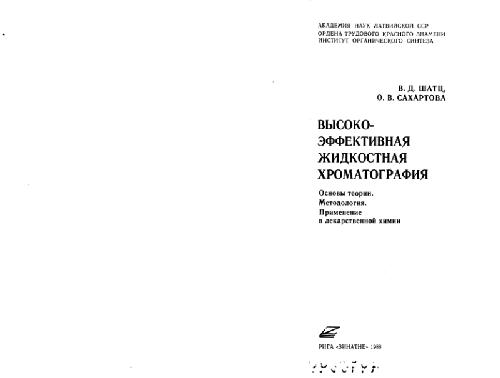 АКАДЕМИЯ НАУК ЛАТВИЙСКОЙ ССР
ОРДЕНА ТРУДОВОГО КРАСНОГО ЗНАМЕНИ
ИНСТИТУТ ОРГАНИЧЕСКОГО СИНТЕЗА
В. Д. ШАТЦ,
О. В. САХАРТОВА
ВЫСОКО-
ЭФФЕКТИВНАЯ
ЖИДКОСТНАЯ
ХРОМАТОГРАФИЯ
Основы теории.
Методология.
Применение
в лекарственной химии
РИГА «ЗИНАТНЕ» 1988